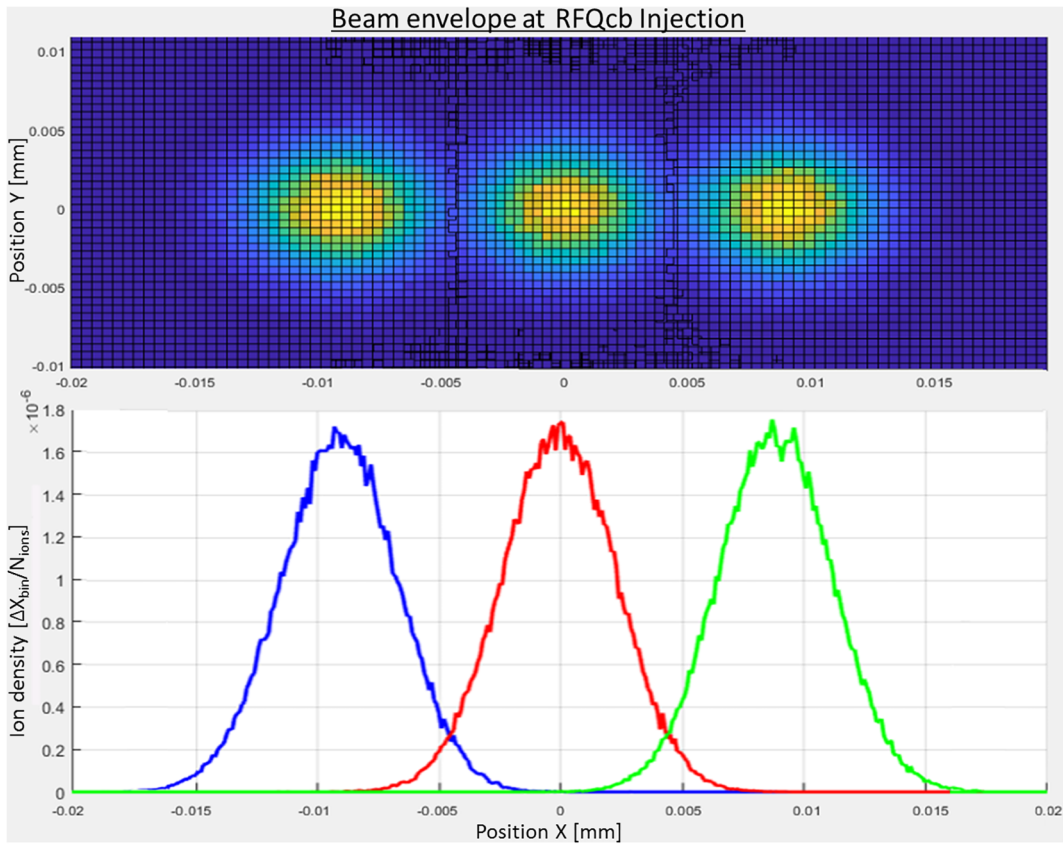 Beam envelope at RFQcb Injection
Position Y [mm]
0.01
0.005
0
-0.005
-0.01
-0.02 -0.015 -0.01 -0.005 0 0.005 0.01 0.015
×10⁻⁶
Ion density [ΔXbin/Nions]
1.8
1.6
1.4
1.2
1
0.8
0.6
0.4
0.2
0
-0.02 -0.015 -0.01 -0.005 0 0.005 0.01 0.015 0.02
Position X [mm]